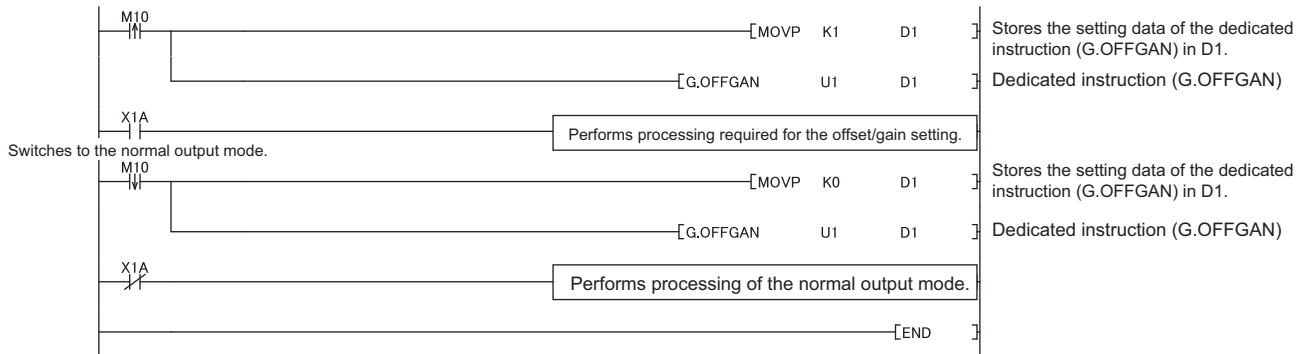 M10
[MOVP K1 D1 ]
Stores the setting data of the dedicated
instruction (G.OFFGAN) in D1.
[G.OFFGAN U1 D1 ]
Dedicated instruction (G.OFFGAN)
X1A
Performs processing required for the offset/gain setting.
Switches to the normal output mode.
M10
[MOVP K0 D1 ]
Stores the setting data of the dedicated
instruction (G.OFFGAN) in D1.
[G.OFFGAN U1 D1 ]
Dedicated instruction (G.OFFGAN)
X1A
Performs processing of the normal output mode.
[END ]